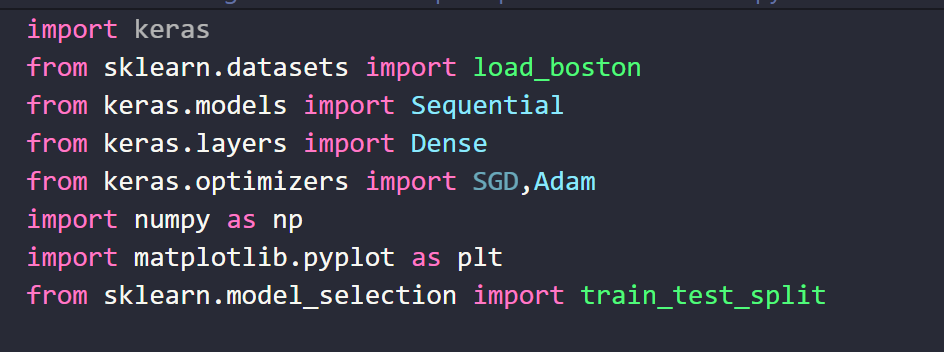 import keras
from sklearn.datasets import load_boston
from keras.models import Sequential
from keras.layers import Dense
from keras.optimizers import SGD,Adam
import numpy as np
import matplotlib.pyplot as plt
from sklearn.model_selection import train_test_split